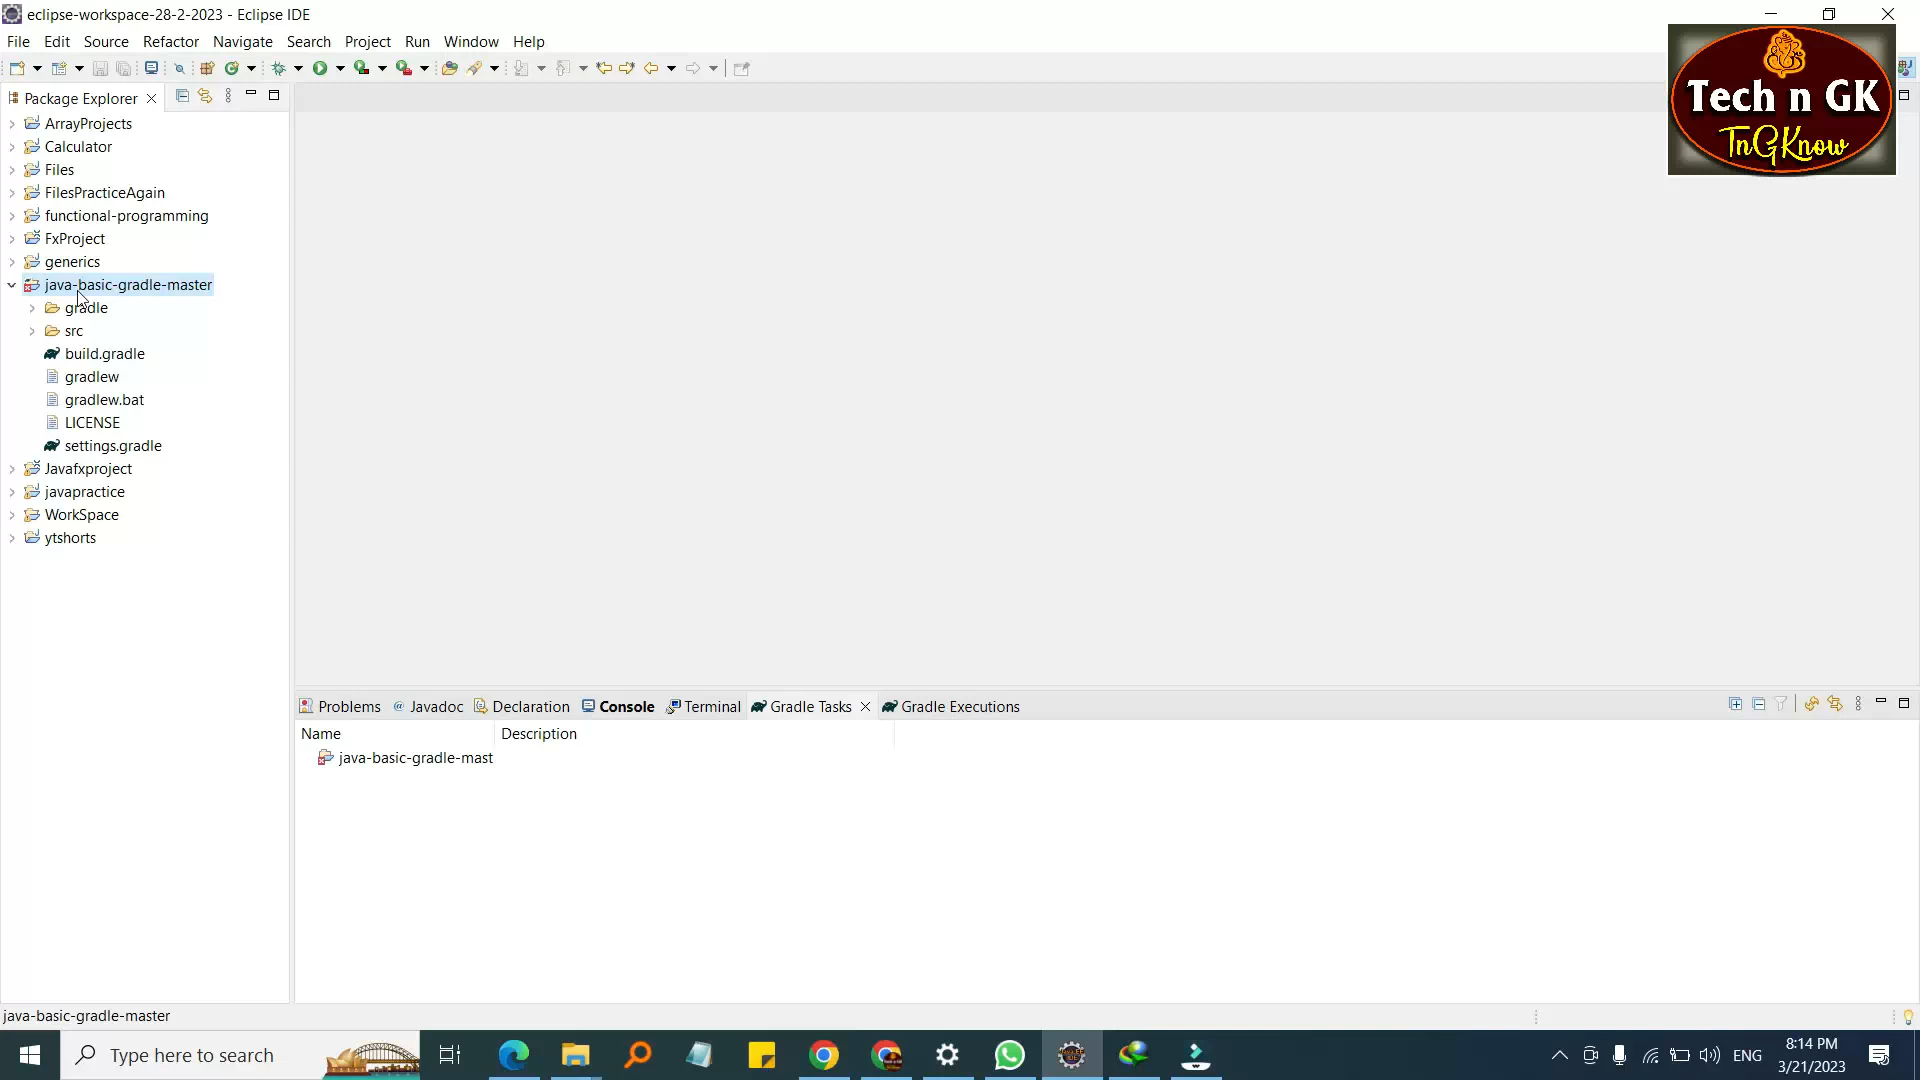 eclipse-workspace-28-2-2023 - Eclipse IDE
File Edit Source Refactor Navigate Search Project Run Window Help
Tech n GK
TnGKnow
Package Explorer
ArrayProjects
Calculator
Files
FilesPracticeAgain
functional-programming
FxProject
generics
java-basic-gradle-master
gradle
src
build.gradle
gradlew
gradlew.bat
LICENSE
settings.gradle
Javafxproject
javapractice
WorkSpace
ytshorts
Problems @ Javadoc Declaration Console Terminal Gradle Tasks Gradle Executions
Name Description
java-basic-gradle-mast
java-basic-gradle-master
Type here to search
ENG
8:14 PM
3/21/2023